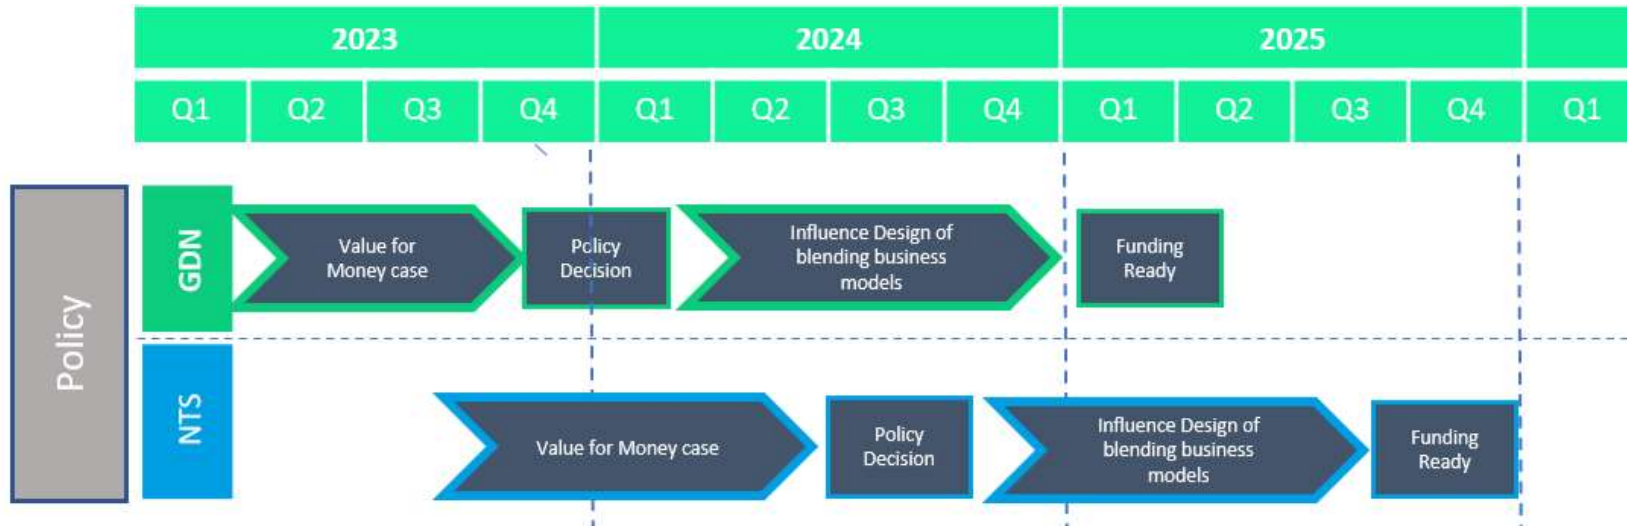 2023
2024
2025
Q1
Q2
Q3
Q4
Q1
Q2
Q3
Q4
Q1
Q2
Q3
Q4
Q1
Policy
GDN
Value for
Money case
Policy
Decision
Influence Design of
blending business
models
Funding
Ready
NTS
Value for Money case
Policy
Decision
Influence Design of
blending business
models
Funding
Ready